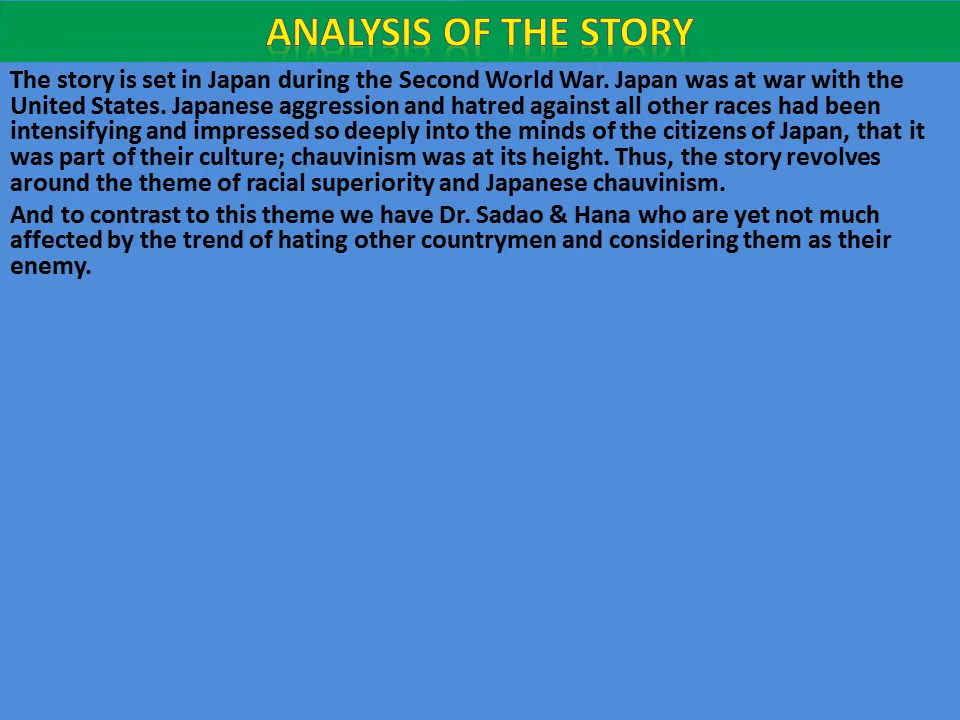 ANALYSIS OF THE STORY
The story is set in Japan during the Second World War. Japan was at war with the
United States. Japanese aggression and hatred against all other races had been
intensifying and impressed so deeply into the minds of the citizens of Japan, that it
was part of their culture; chauvinism was at its height. Thus, the story revolves
around the theme of racial superiority and Japanese chauvinism.
And to contrast to this theme we have Dr. Sadao & Hana who are yet not much
affected by the trend of hating other countrymen and considering them as their
enemy.